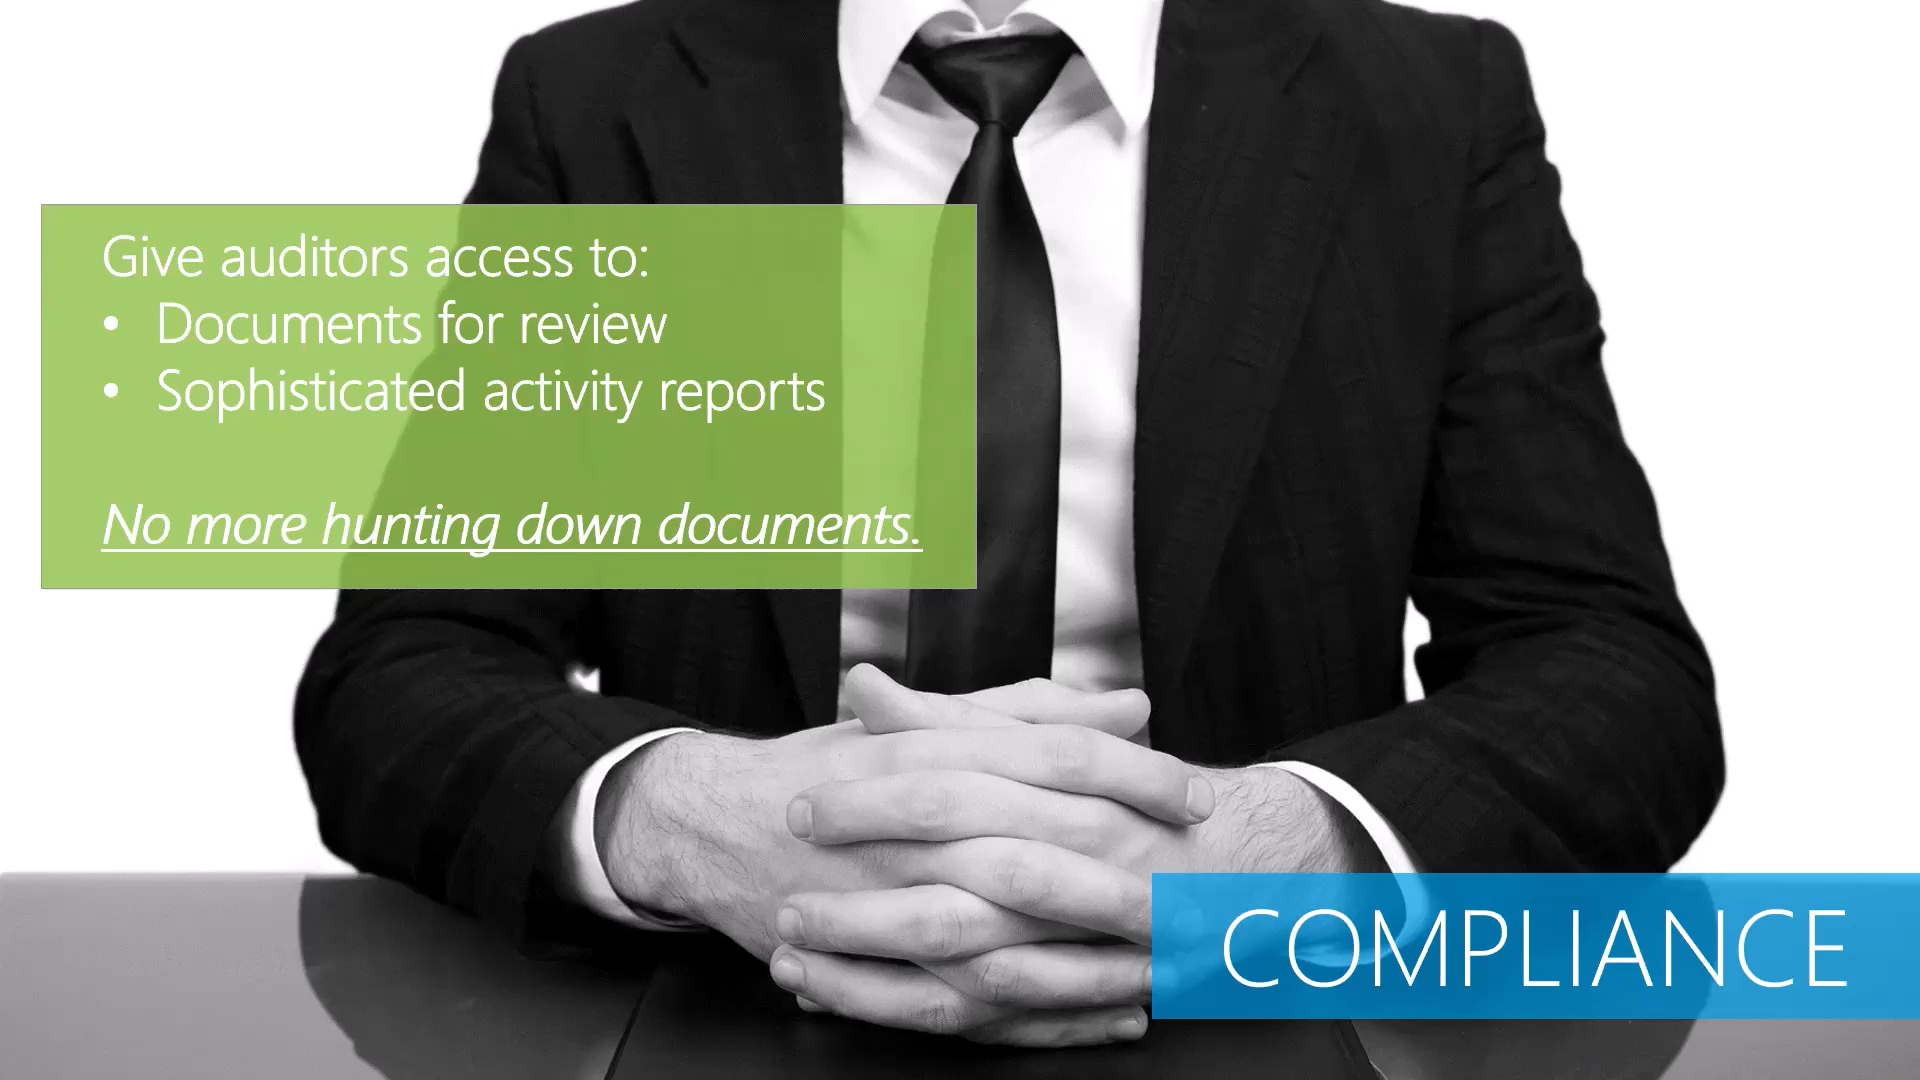 Give auditors access to:
• Documents for review
• Sophisticated activity reports
No more hunting down documents.
COMPLIANCE